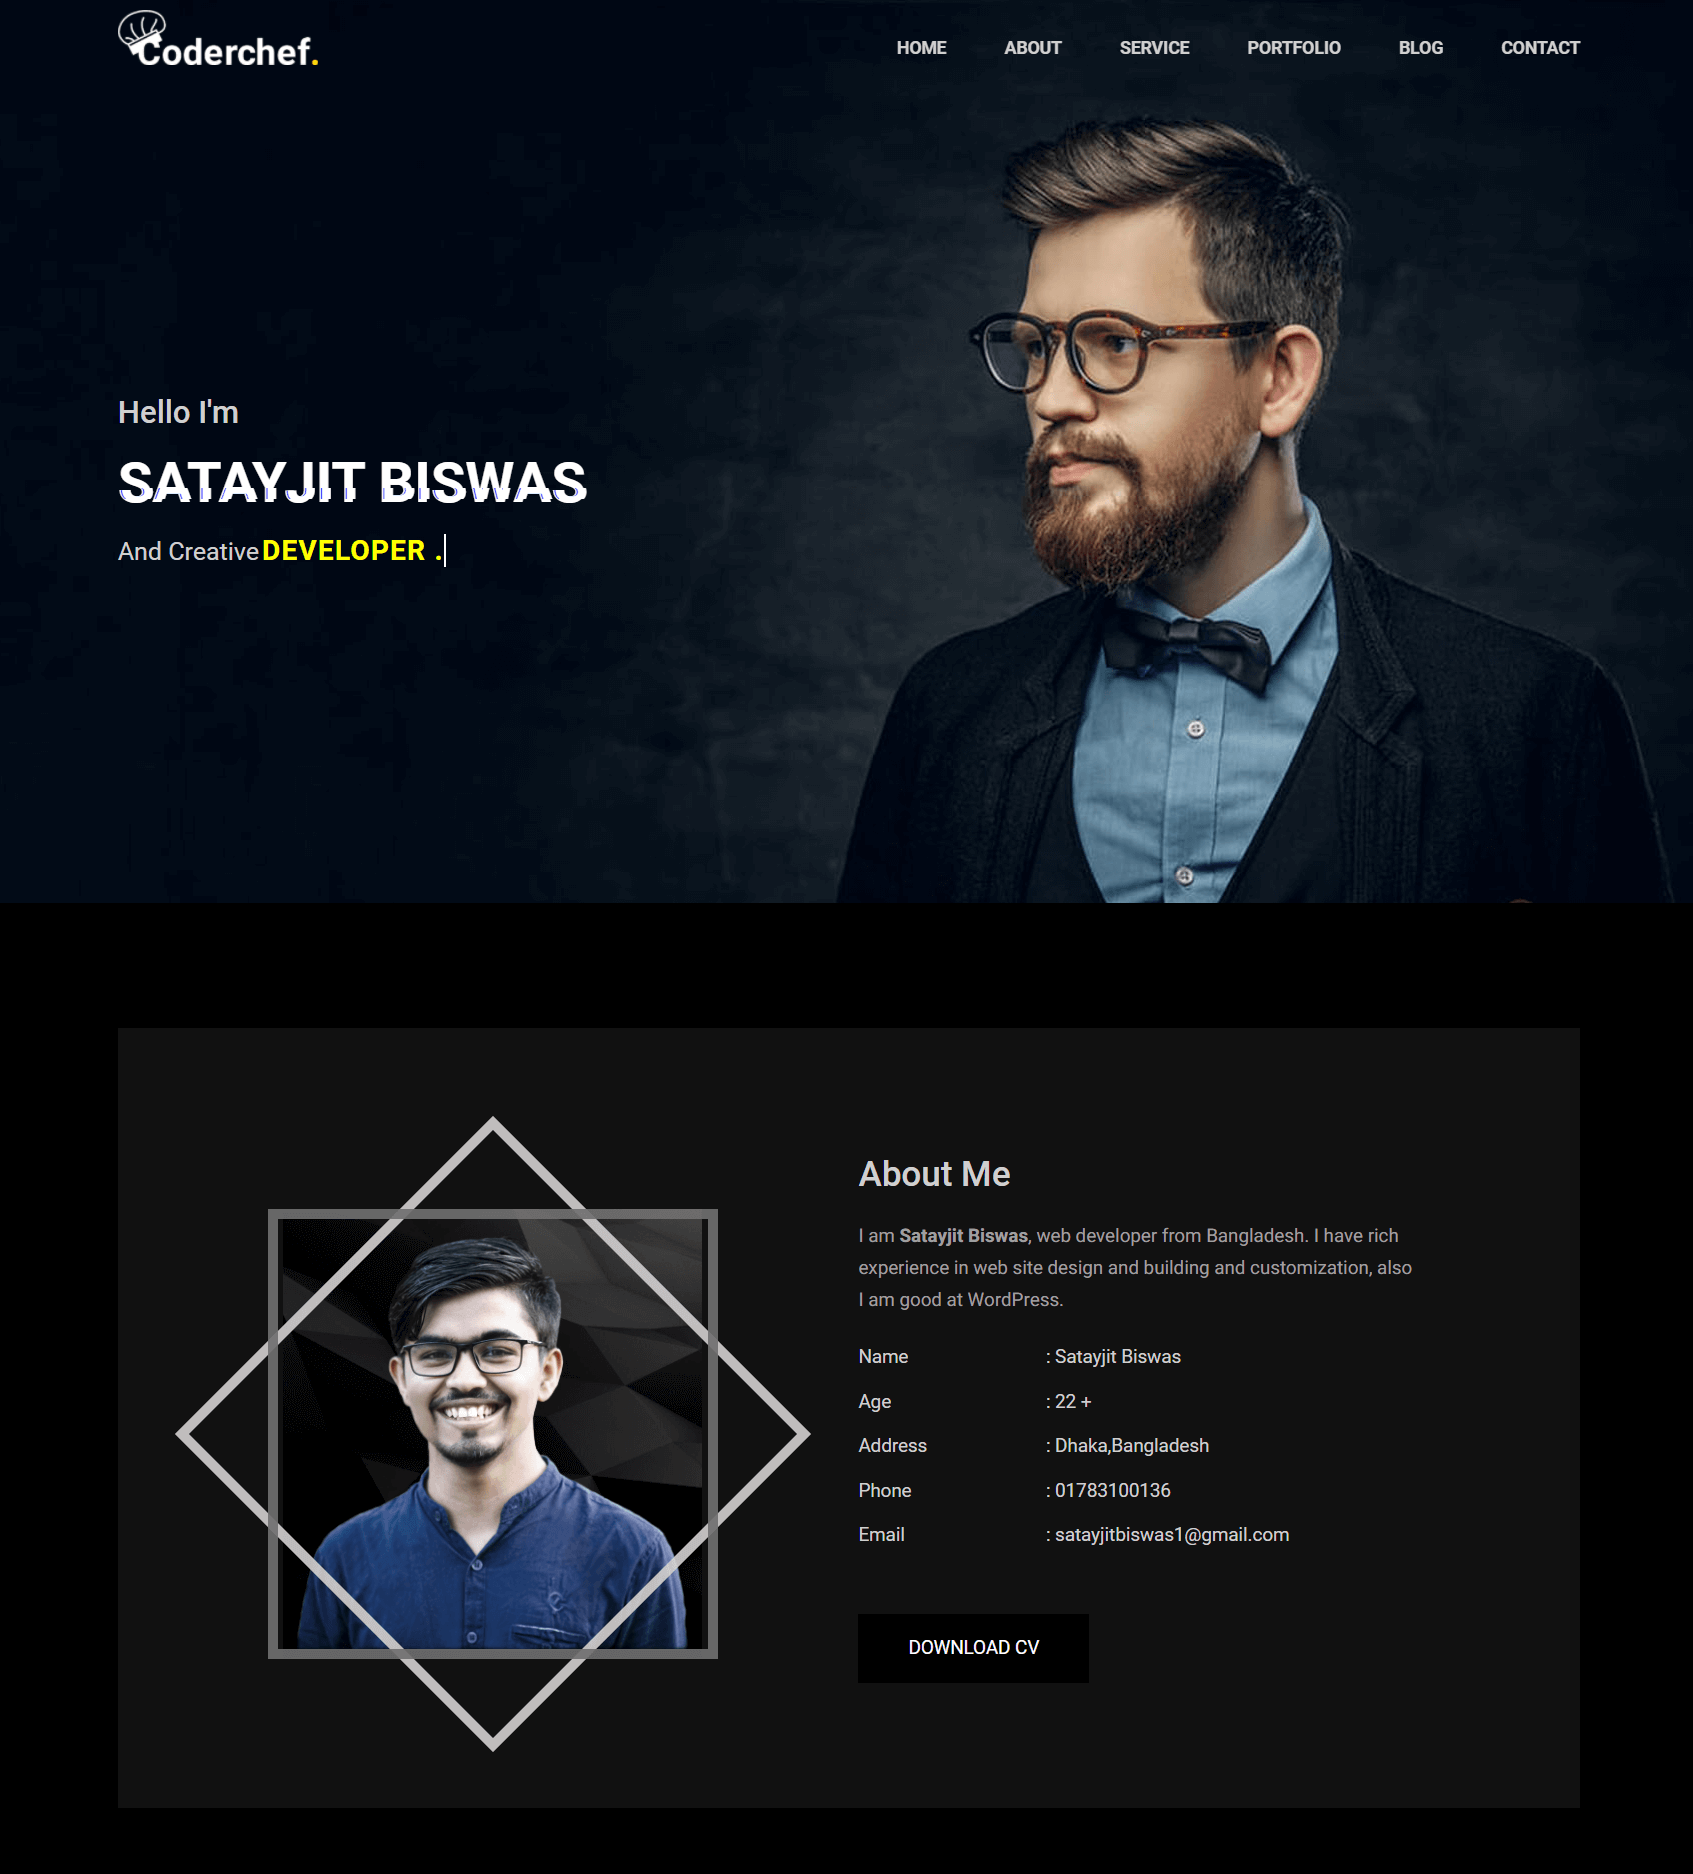 Coderchef.
HOME ABOUT SERVICE PORTFOLIO BLOG CONTACT
Hello I'm
SATAYJIT BISWAS
And Creative DEVELOPER .
About Me
I am Satayjit Biswas, web developer from Bangladesh. I have rich
experience in web site design and building and customization, also
I am good at WordPress.
Name : Satayjit Biswas
Age : 22 +
Address : Dhaka,Bangladesh
Phone : 01783100136
Email : satayjitbiswas1@gmail.com
DOWNLOAD CV